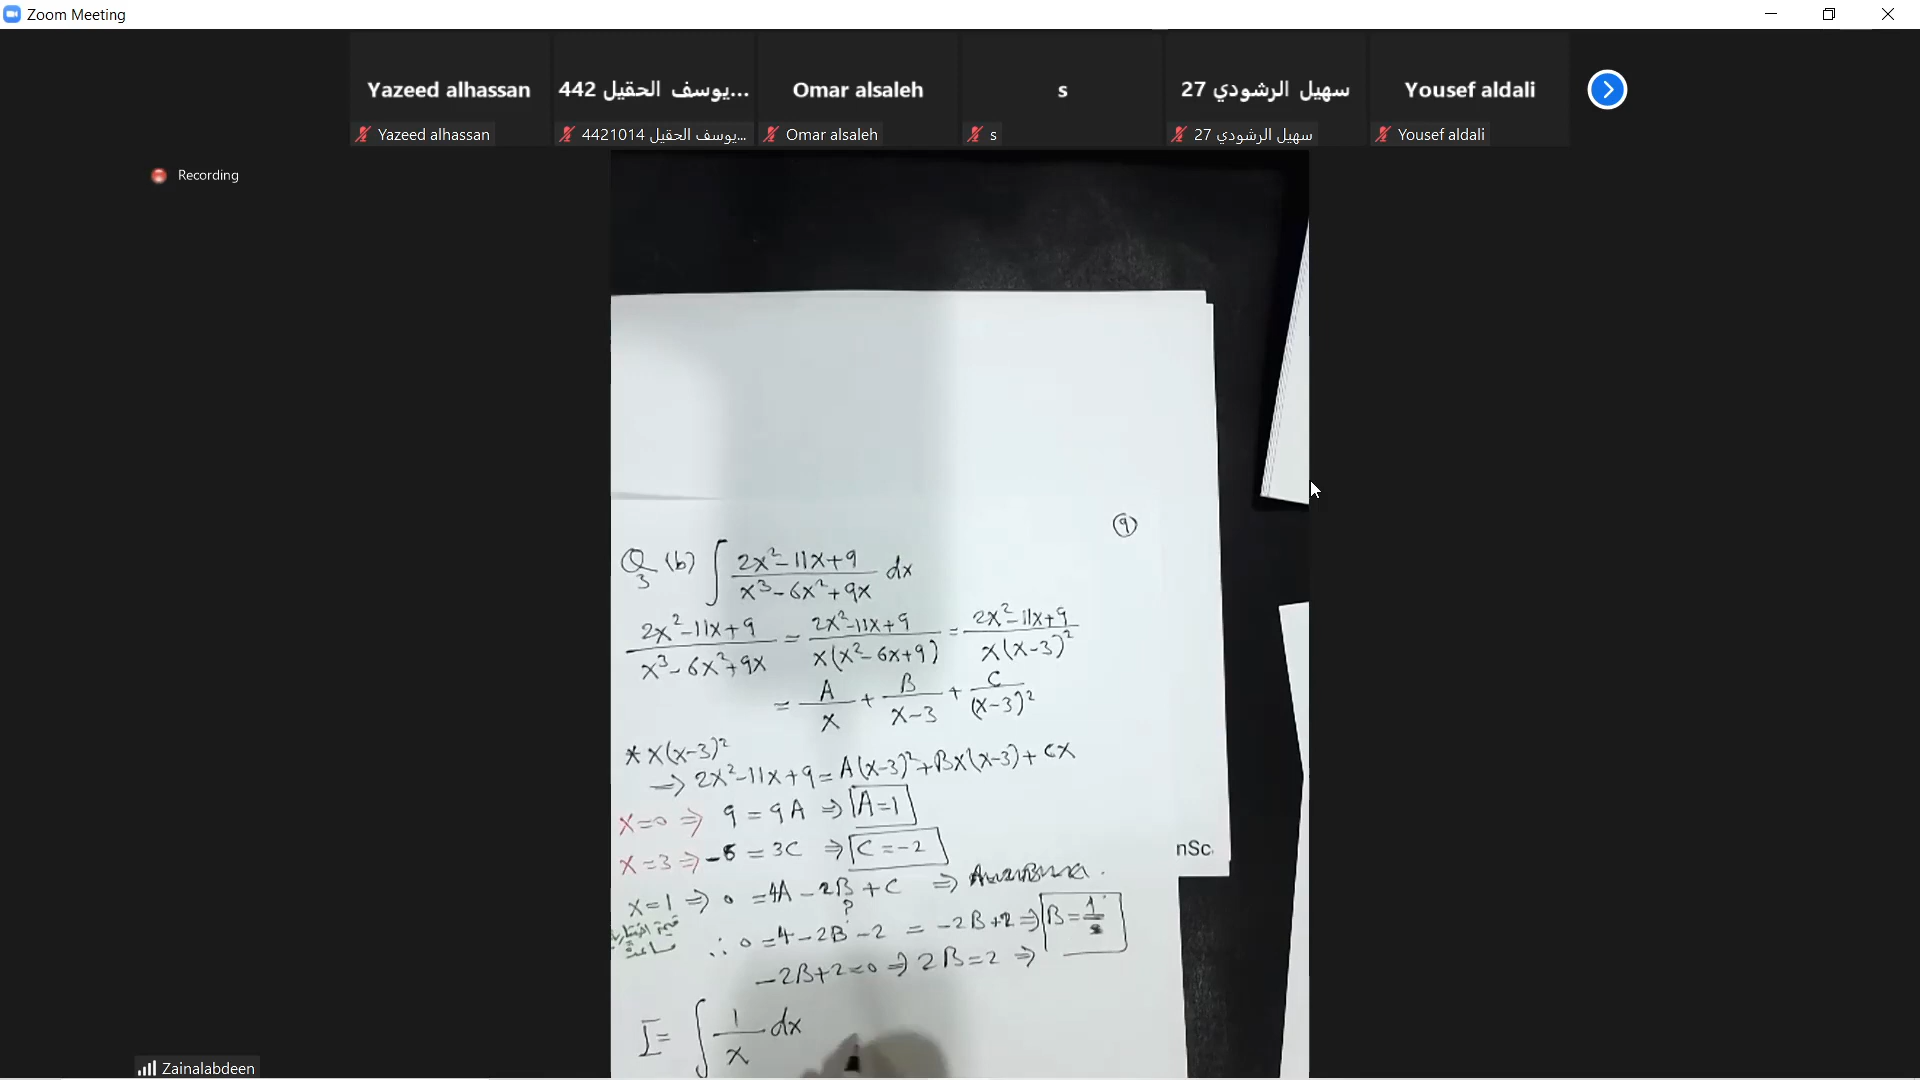 Zoom Meeting
Yazeed alhassan
442 يوسف الحقيل...
Omar alsaleh
s
سهيل الرشودي 27
Yousef aldali
Yazeed alhassan
4421014 يوسف الحقيل...
Omar alsaleh
s
سهيل الرشودي 27
Yousef aldali
Recording
9
Q3 (b) ∫ (2x²-11x+9)/(x³-6x²+9x) dx
(2x²-11x+9)/(x³-6x²+9x) = (2x²-11x+9)/(x(x²-6x+9)) = (2x²-11x+9)/(x(x-3)²)
= A/x + B/(x-3) + C/(x-3)²
* x(x-3)²
⇒ 2x²-11x+9 = A(x-3)²+Bx(x-3)+Cx
x=0 ⇒ 9 = 9A ⇒ A=1
x=3 ⇒ -6 = 3C ⇒ C=-2
nSc
x=1 ⇒ 0 = 4A-2B+C ⇒
?
∴ 0=4-2B-2 = -2B+2 ⇒ B=1
-2B+2=0 ⇒ 2B=2 ⇒
I= ∫ 1/x dx
Zainalabdeen